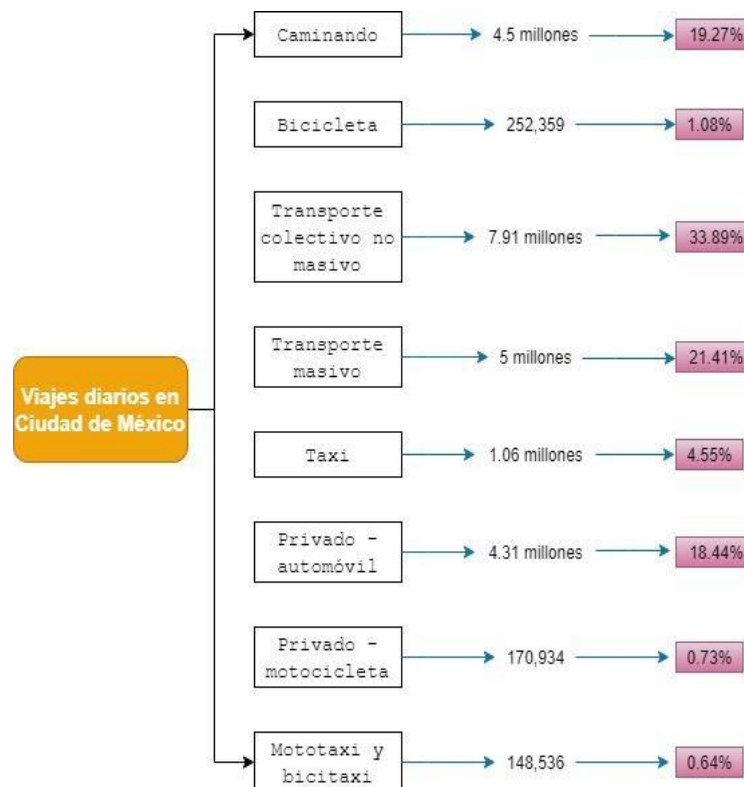 Caminando
4.5 millones
19.27%
Bicicleta
252,359
1.08%
Transporte
colectivo no
masivo
7.91 millones
33.89%
Transporte
masivo
5 millones
21.41%
Viajes diarios en
Ciudad de México
Taxi
1.06 millones
4.55%
Privado -
automóvil
4.31 millones
18.44%
Privado -
motocicleta
170,934
0.73%
Mototaxi y
bicitaxi
148,536
0.64%